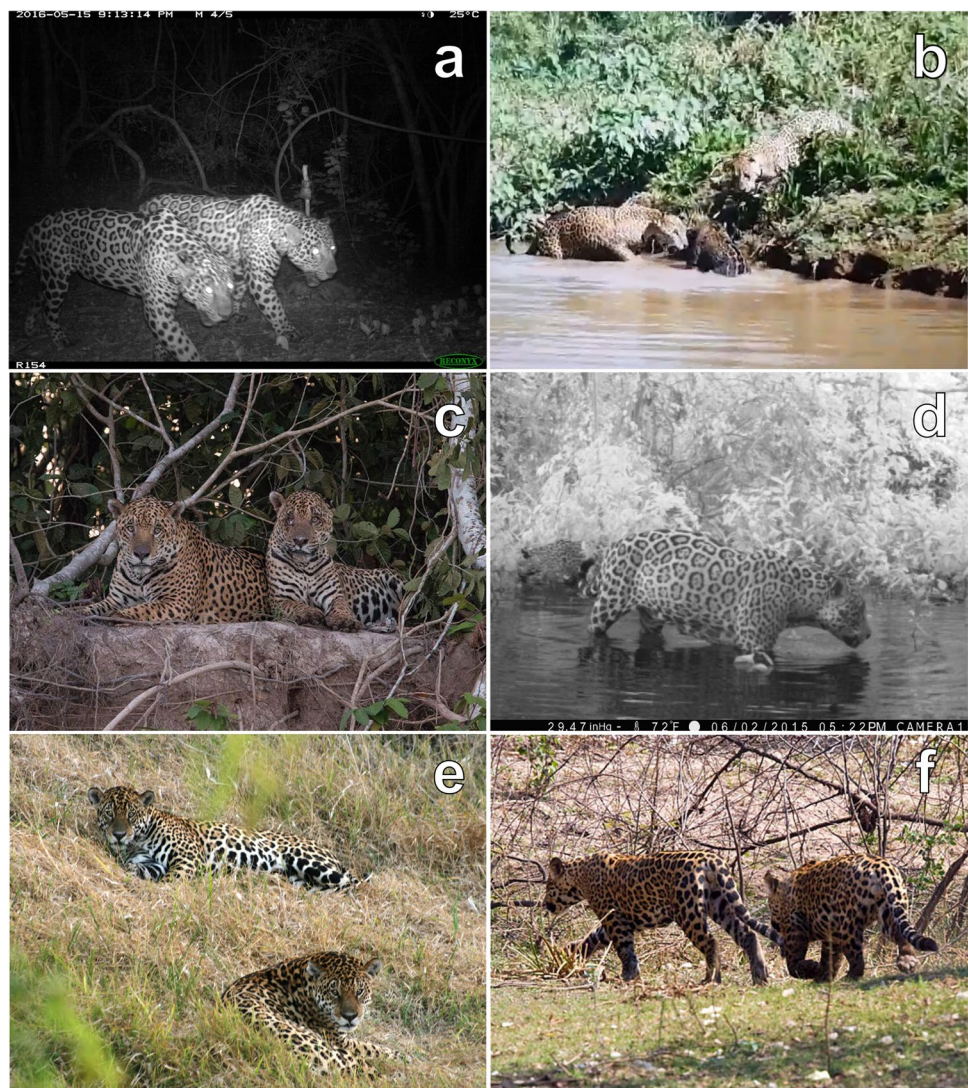 2016-05-15 9:13:14 PM M 4/5 25°C
a
R154
RECONYX
b
c
d
29.47inHg- 72°F 06/02/2015 05:22PM CAMERA1
e
f